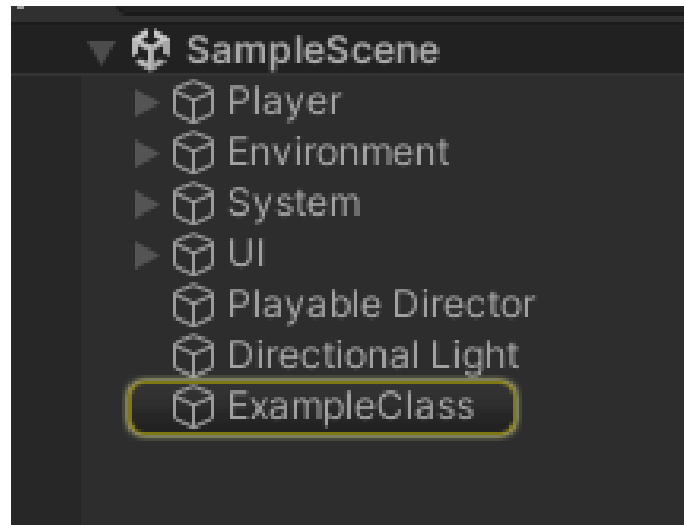 SampleScene
Player
Environment
System
UI
Playable Director
Directional Light
ExampleClass